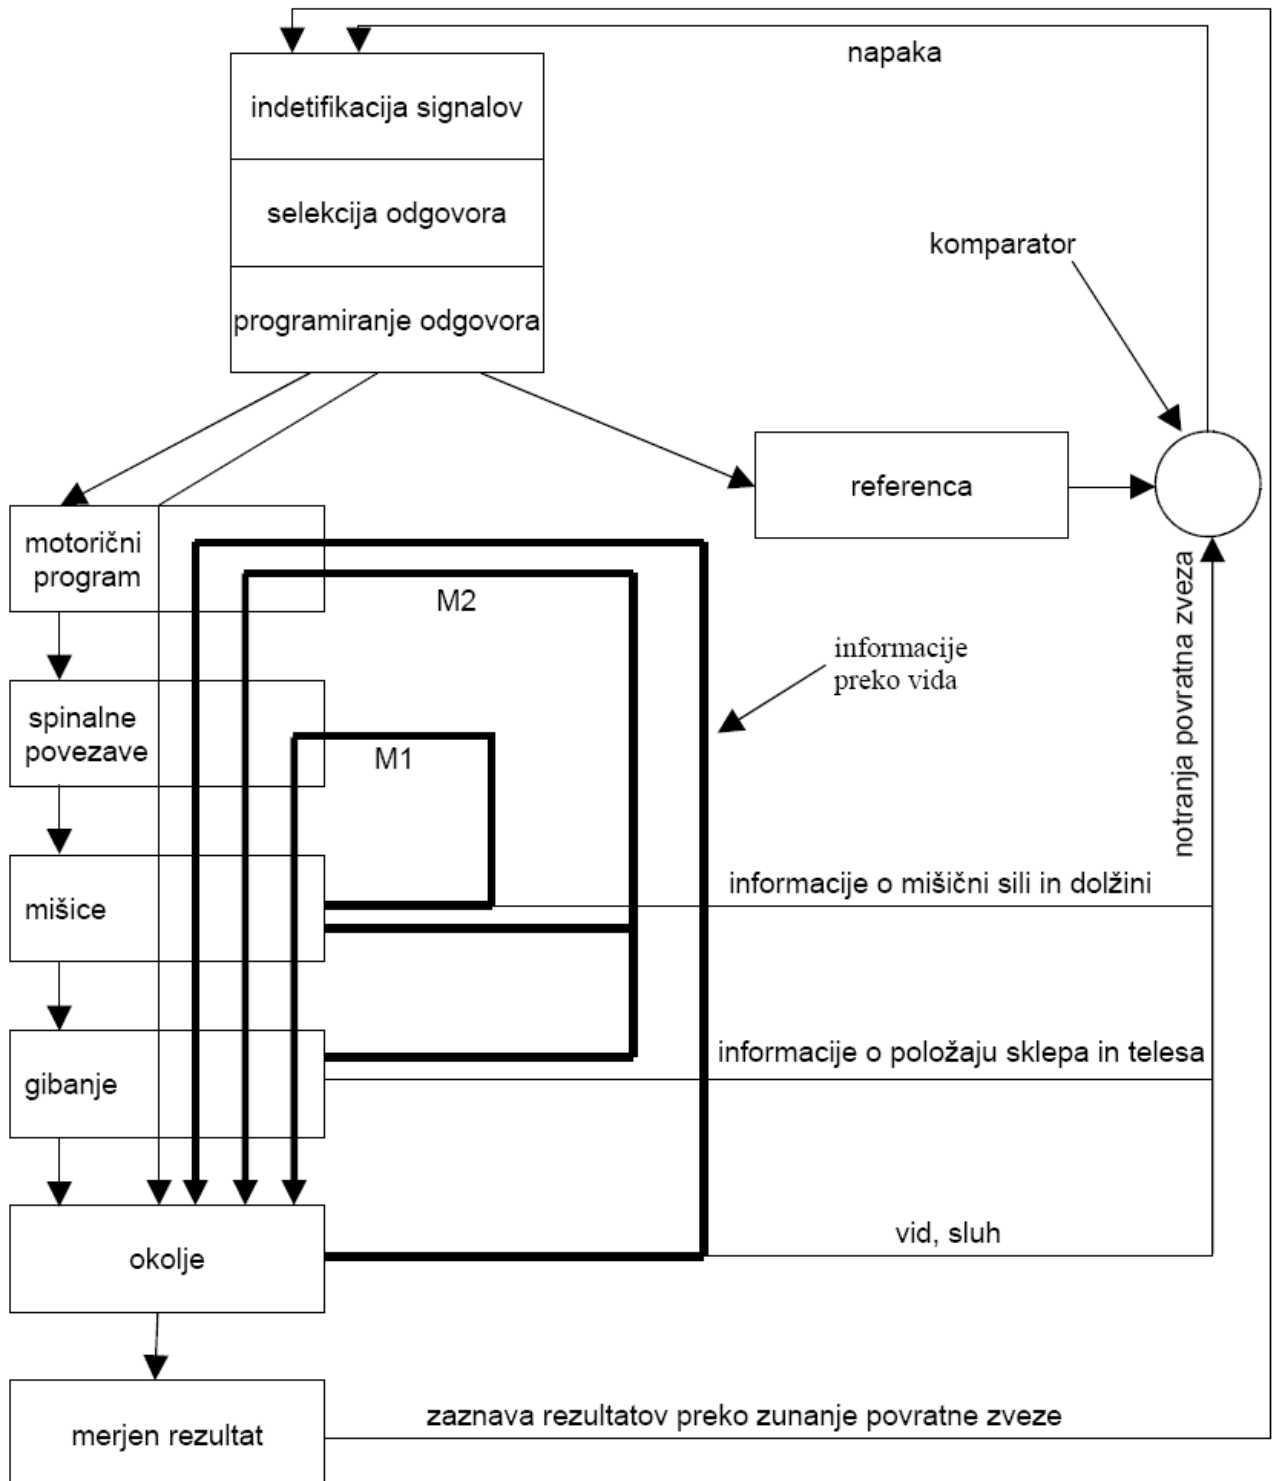 napaka
indetifikacija signalov
selekcija odgovora
komparator
programiranje odgovora
referenca
motorični
program
M2
informacije
preko vida
notranja povratna zveza
spinalne
povezave
M1
informacije o mišični sili in dolžini
mišice
informacije o položaju sklepa in telesa
gibanje
vid, sluh
okolje
zaznava rezultatov preko zunanje povratne zveze
merjen rezultat